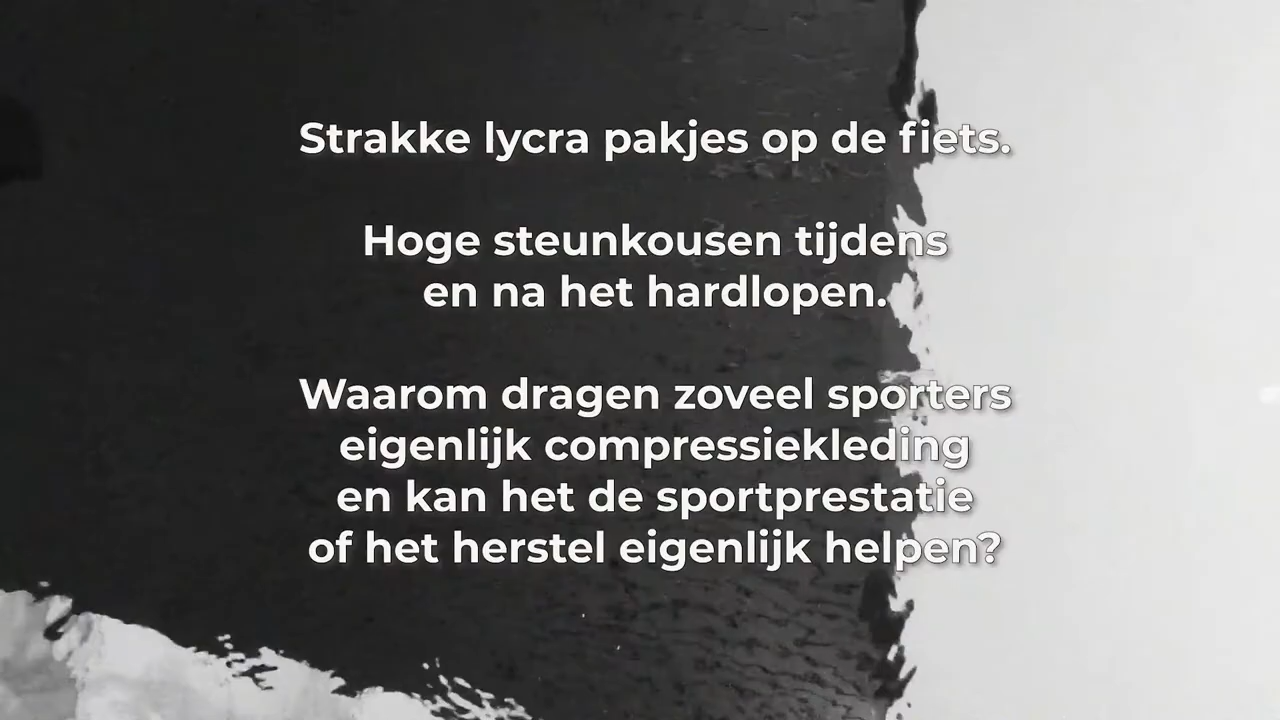 Strakke lycra pakjes op de fiets.
Hoge steunkousen tijdens
en na het hardlopen.
Waarom dragen zoveel sporters
eigenlijk compressiekleding
en kan het de sportprestatie
of het herstel eigenlijk helpen?